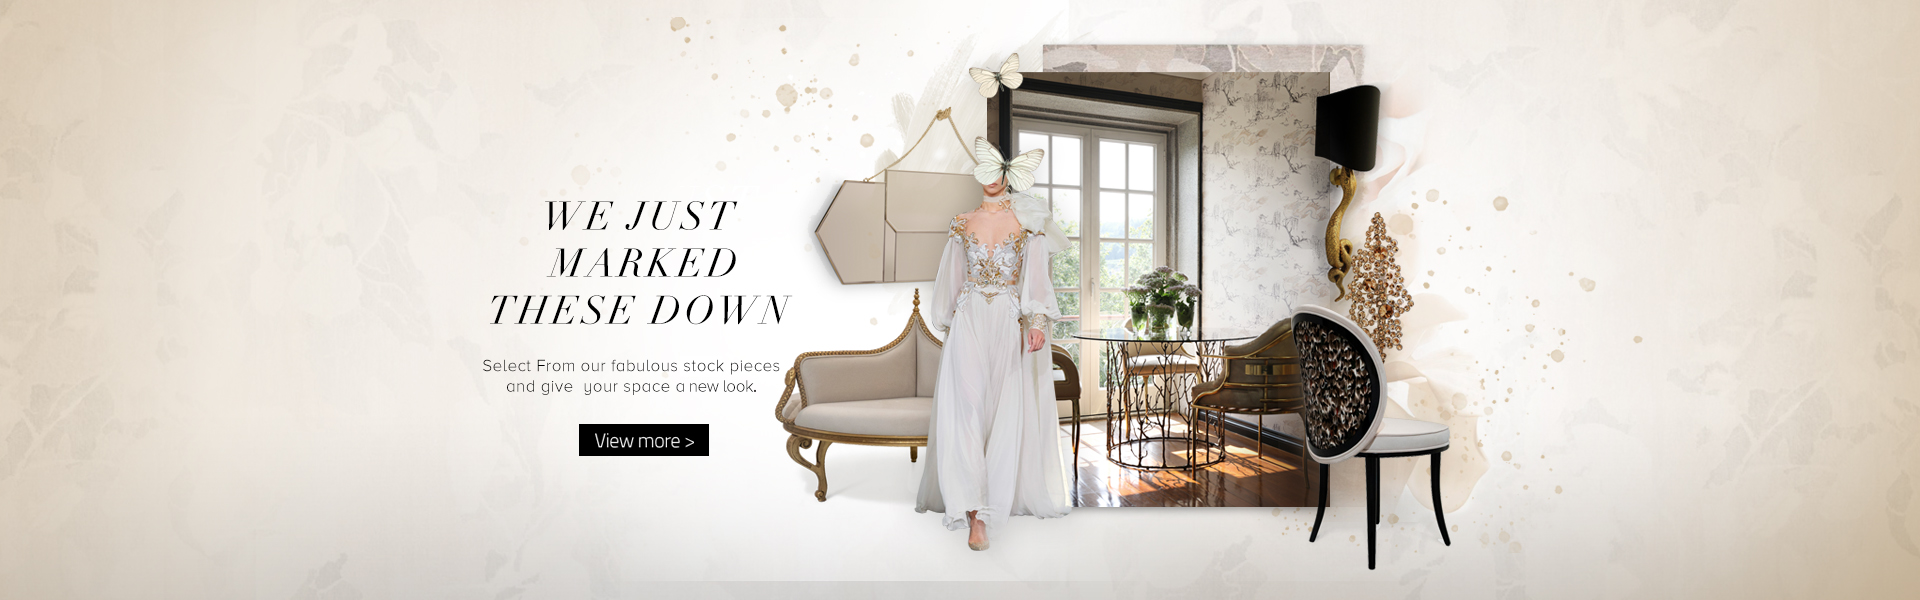 WE JUST
MARKED
THESE DOWN
Select From our fabulous stock pieces
and give your space a new look.
View more >